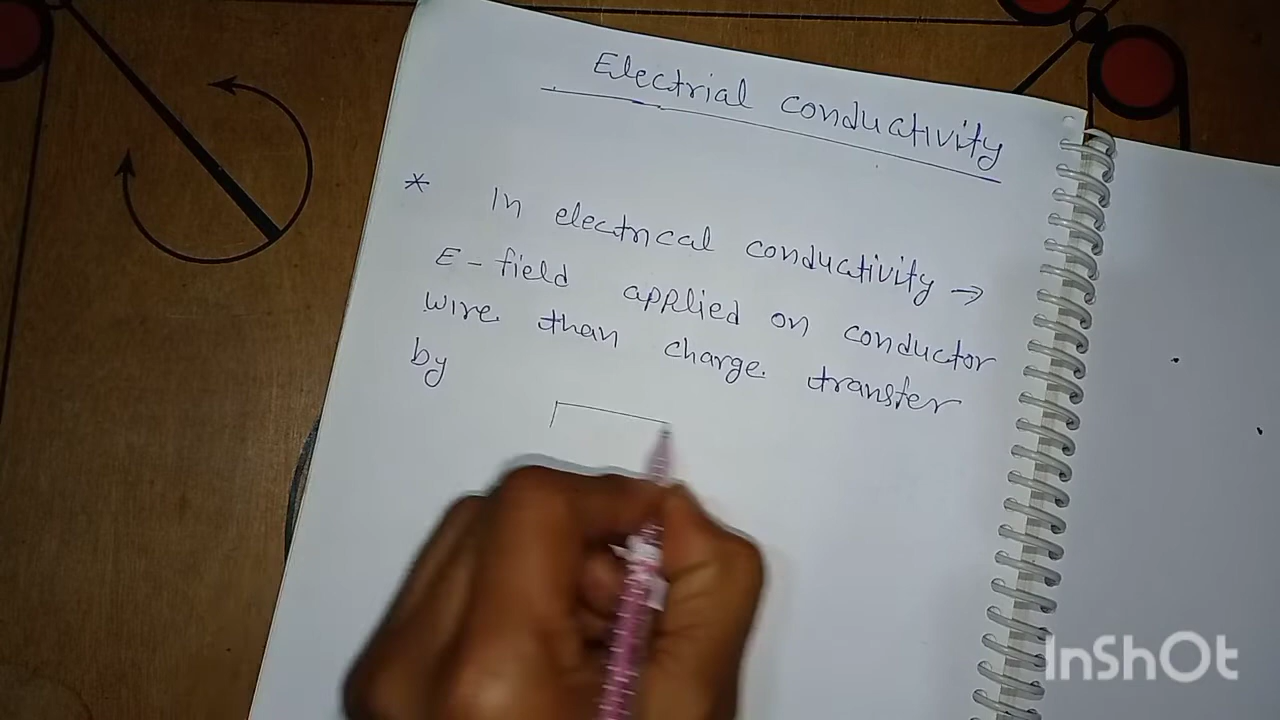 Electrial conductivity
* In electrical conductivity →
E - field applied on conductor
wire than charge transfer
by
InShOt